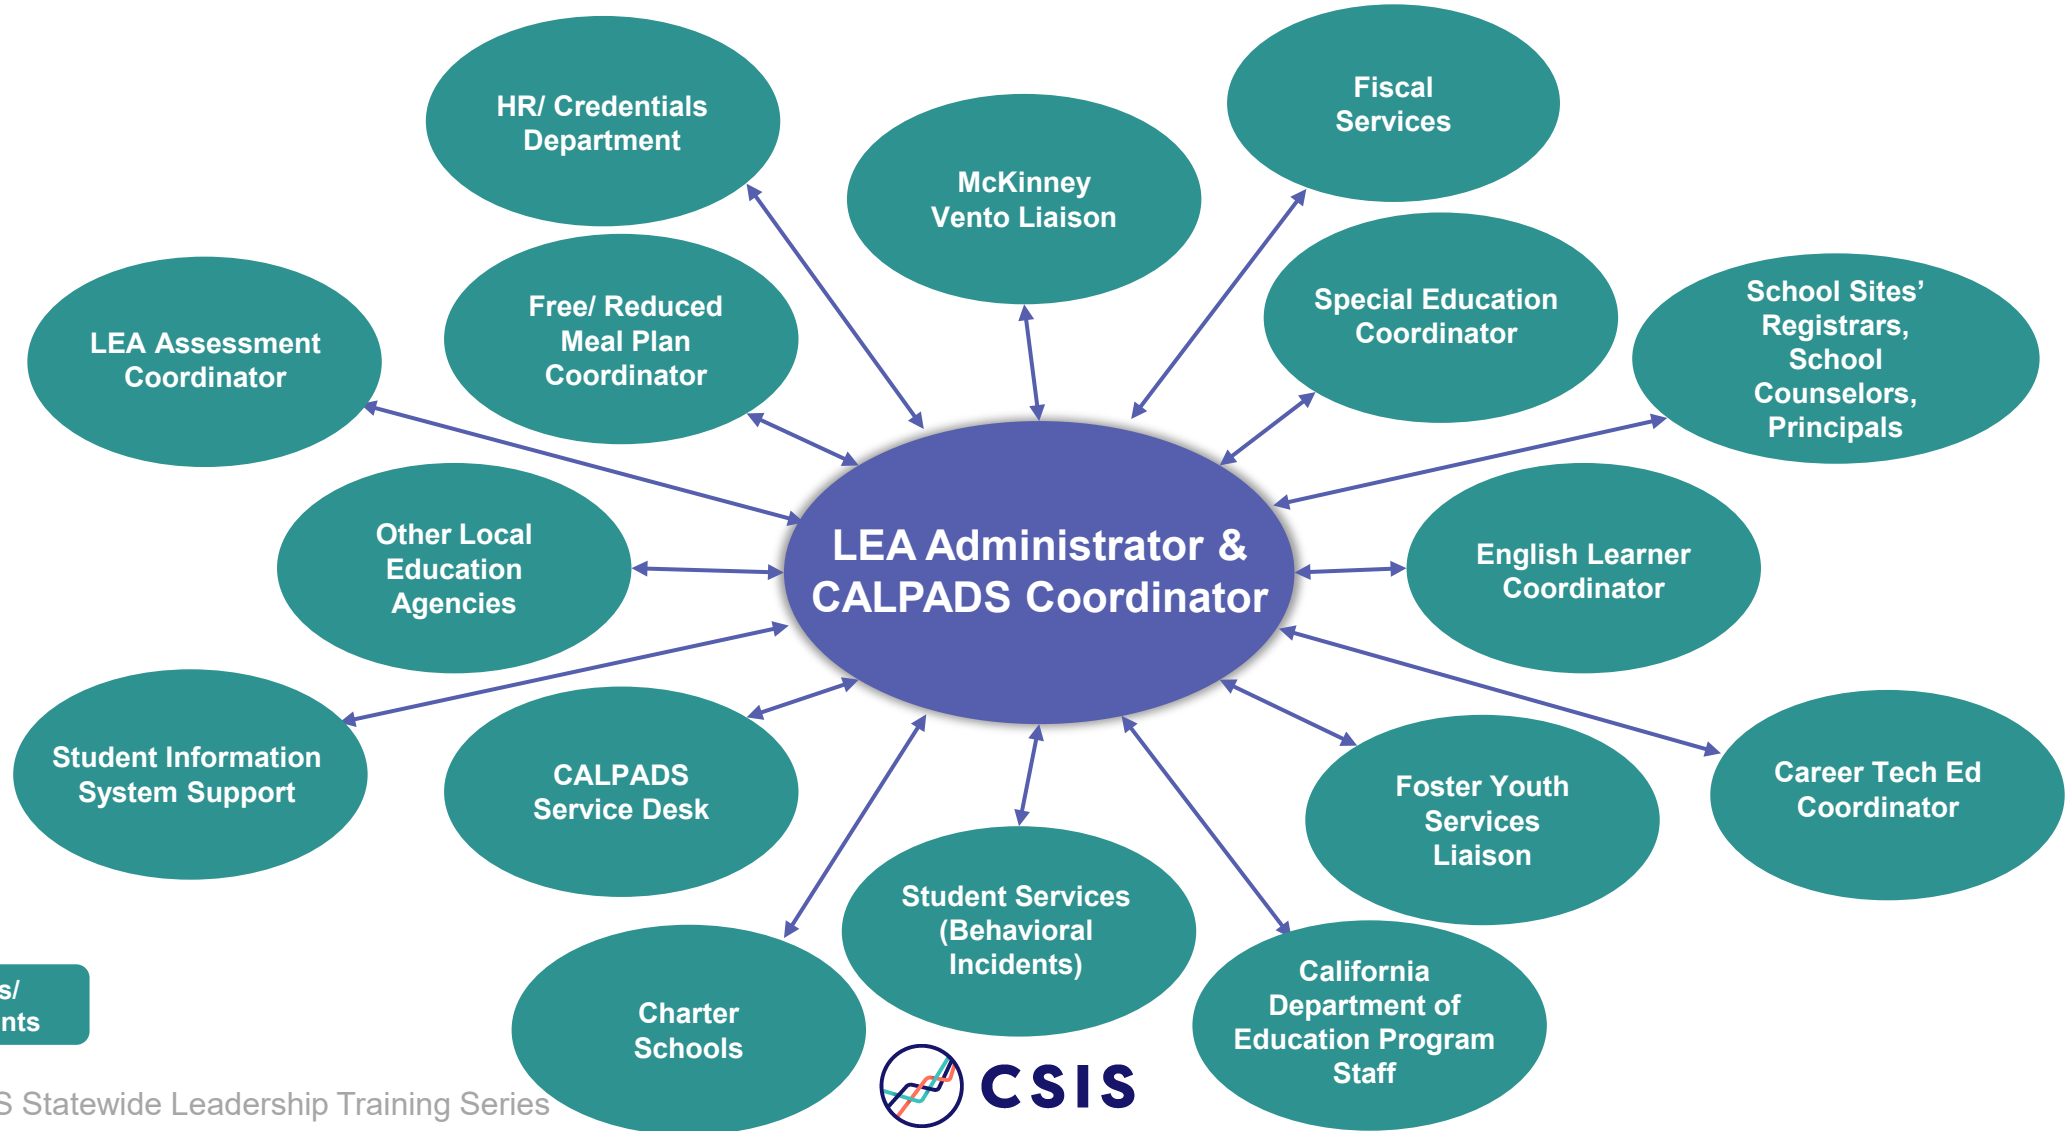 HR/ Credentials
Department
McKinney
Vento Liaison
Fiscal
Services
LEA Assessment
Coordinator
Free/ Reduced
Meal Plan
Coordinator
Special Education
Coordinator
School Sites’
Registrars,
School
Counselors,
Principals
Other Local
Education
Agencies
LEA Administrator &
CALPADS Coordinator
English Learner
Coordinator
Student Information
System Support
CALPADS
Service Desk
Foster Youth
Services
Liaison
Career Tech Ed
Coordinator
Charter
Schools
Student Services
(Behavioral
Incidents)
California
Department of
Education Program
Staff
s/
nts
S Statewide Leadership Training Series
CSIS